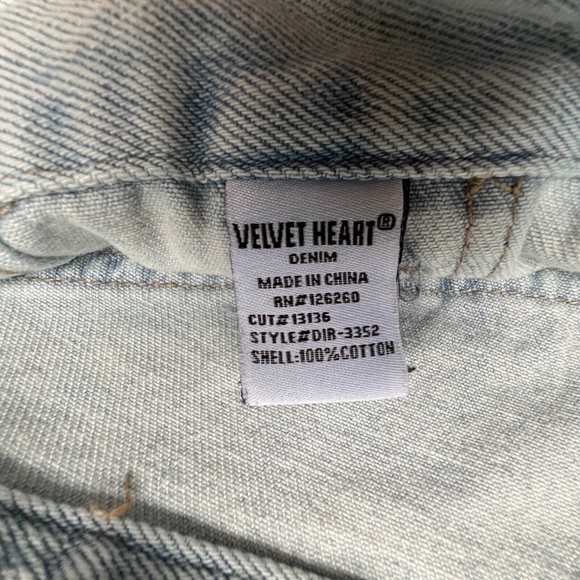 VELVET HEART®
DENIM
MADE IN CHINA
RN#126260
CUT#13136
STYLE#DIR-3352
SHELL:100%COTTON